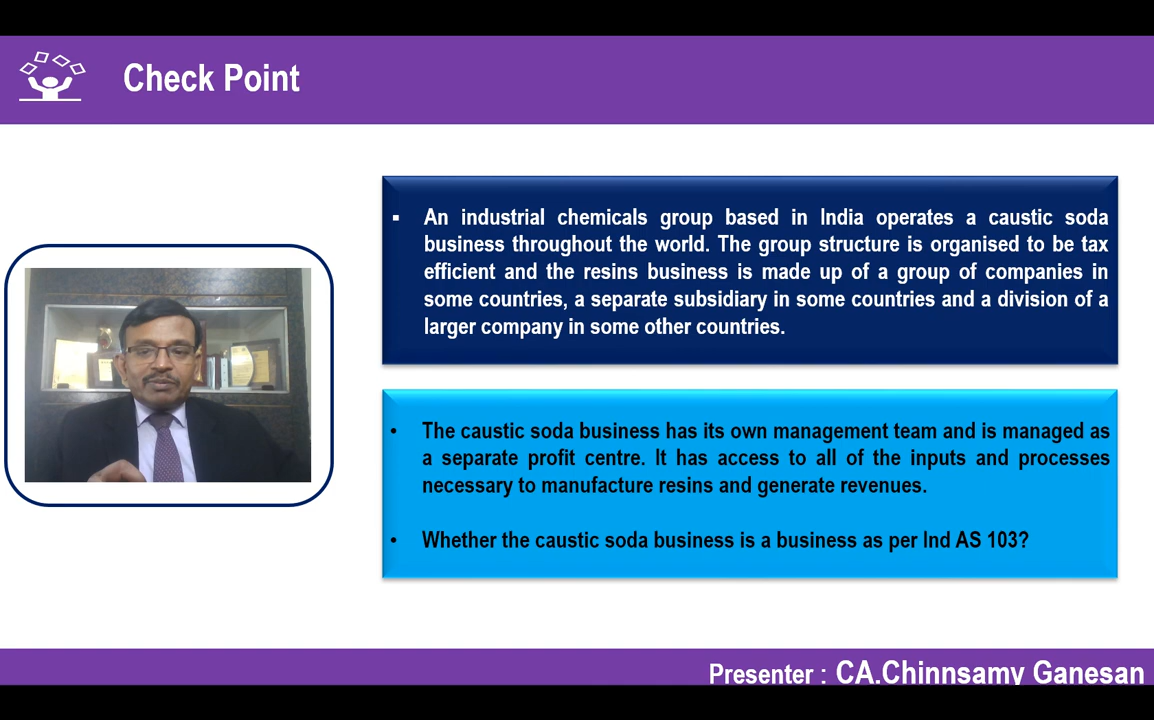 Check Point
▪ An industrial chemicals group based in India operates a caustic soda
business throughout the world. The group structure is organised to be tax
efficient and the resins business is made up of a group of companies in
some countries, a separate subsidiary in some countries and a division of a
larger company in some other countries.
• The caustic soda business has its own management team and is managed as
a separate profit centre. It has access to all of the inputs and processes
necessary to manufacture resins and generate revenues.
• Whether the caustic soda business is a business as per Ind AS 103?
Presenter : CA.Chinnsamy Ganesan